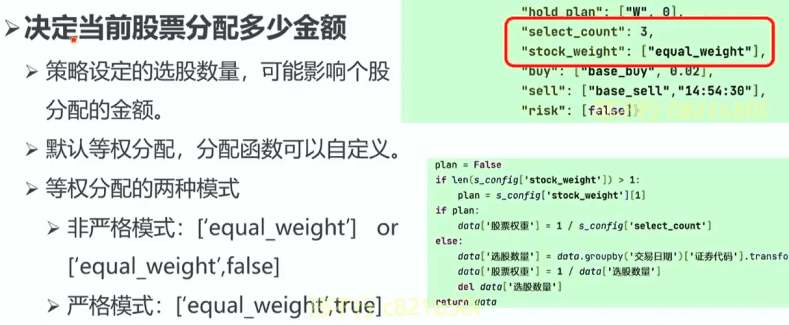 决定当前股票分配多少金额
策略设定的选股数量，可能影响个股
分配的金额。
默认等权分配，分配函数可以自定义。
等权分配的两种模式
非严格模式：['equal_weight'] or
['equal_weight',false]
严格模式：['equal_weight',true]
"hold_plan": ["W", 0],
"select_count": 3,
"stock_weight": ["equal_weight"],
"buy": ["base_buy", 0.02],
"sell": ["base_sell","14:54:30"],
"risk": [false]
plan = False
if len(s_config['stock_weight']) > 1:
plan = s_config['stock_weight'][1]
if plan:
data['股票权重'] = 1 / s_config['select_count']
else:
data['选股数量'] = data.groupby('交易日期')['证券代码'].transfo
data['股票权重'] = 1 / data['选股数量']
del data['选股数量']
return data